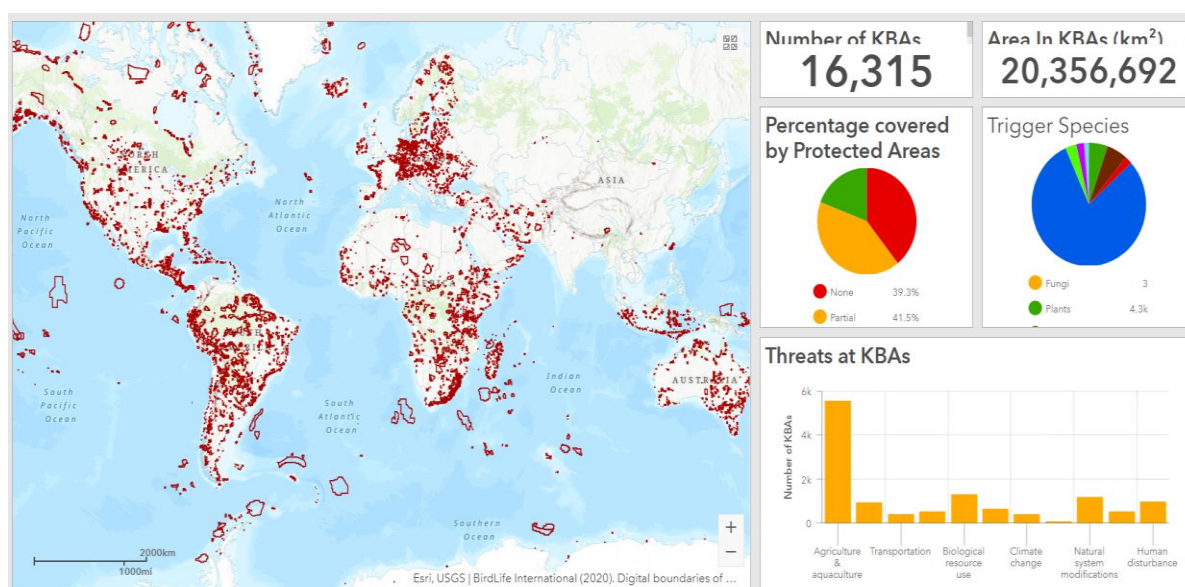 NORTH
AMERICA
ASIA
North
Atlantic
Ocean
North
Pacific
Ocean
AFRICA
SOUTH
AMERICA
Indian
Ocean
AUSTRALIA
South
Pacific
Ocean
South
Atlantic
Ocean
Southern
Ocean
2000km
1000mi
+
−
Esri, USGS | BirdLife International (2020). Digital boundaries of ...
Number of KBAs
16,315
Area In KBAs (km²)
20,356,692
Percentage covered
by Protected Areas
None 39.3%
Partial 41.5%
Trigger Species
Fungi 3
Plants 4.3k
Threats at KBAs
Number of KBAs
6k
4k
2k
0
Agriculture
&
aquaculture
Transportation
Biological
resource
use
Climate
change
Natural
system
modifications
Human
disturbance